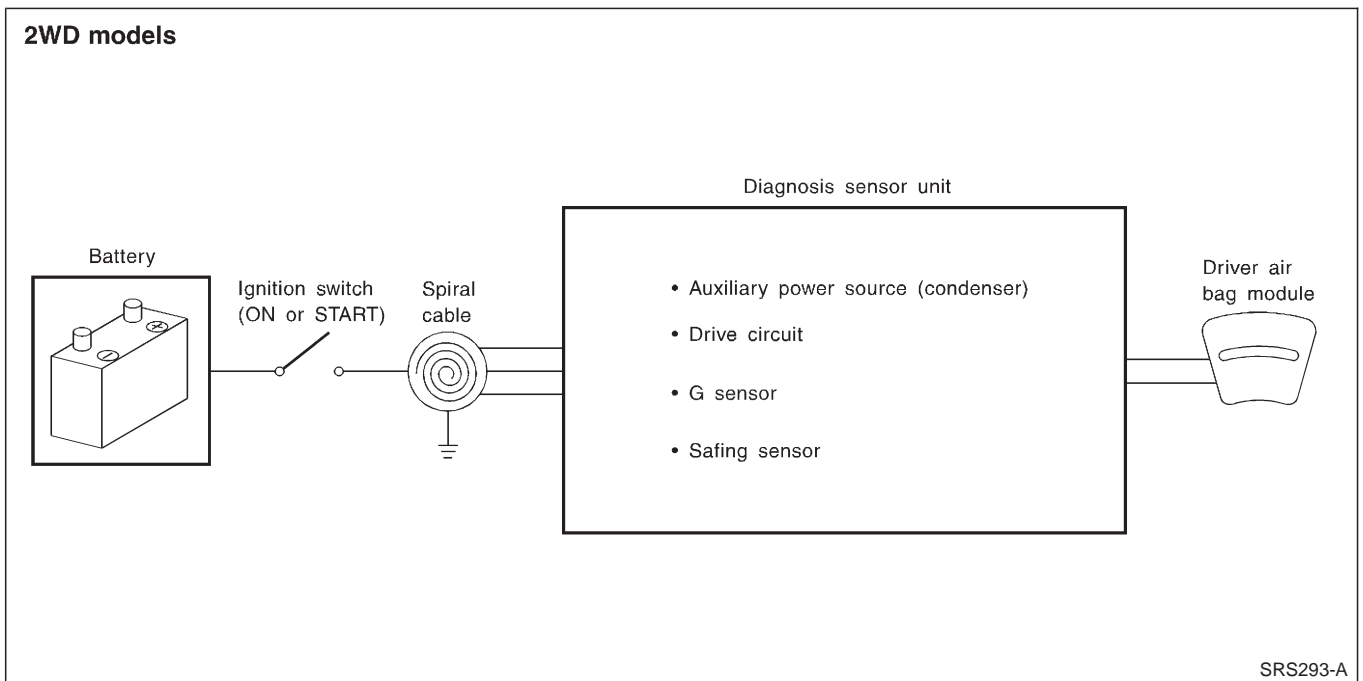 2WD models
Diagnosis sensor unit
Battery
Ignition switch
(ON or START)
Spiral
cable
• Auxiliary power source (condenser)
• Drive circuit
• G sensor
• Safing sensor
Driver air
bag module
SRS293-A